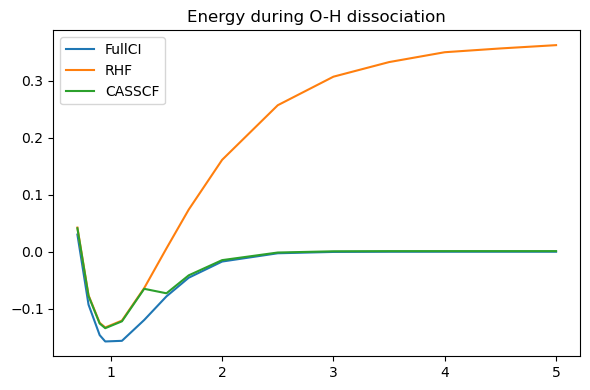 Energy during O-H dissociation
FullCI
RHF
CASSCF
0.3
0.2
0.1
0.0
−0.1
1 2 3 4 5